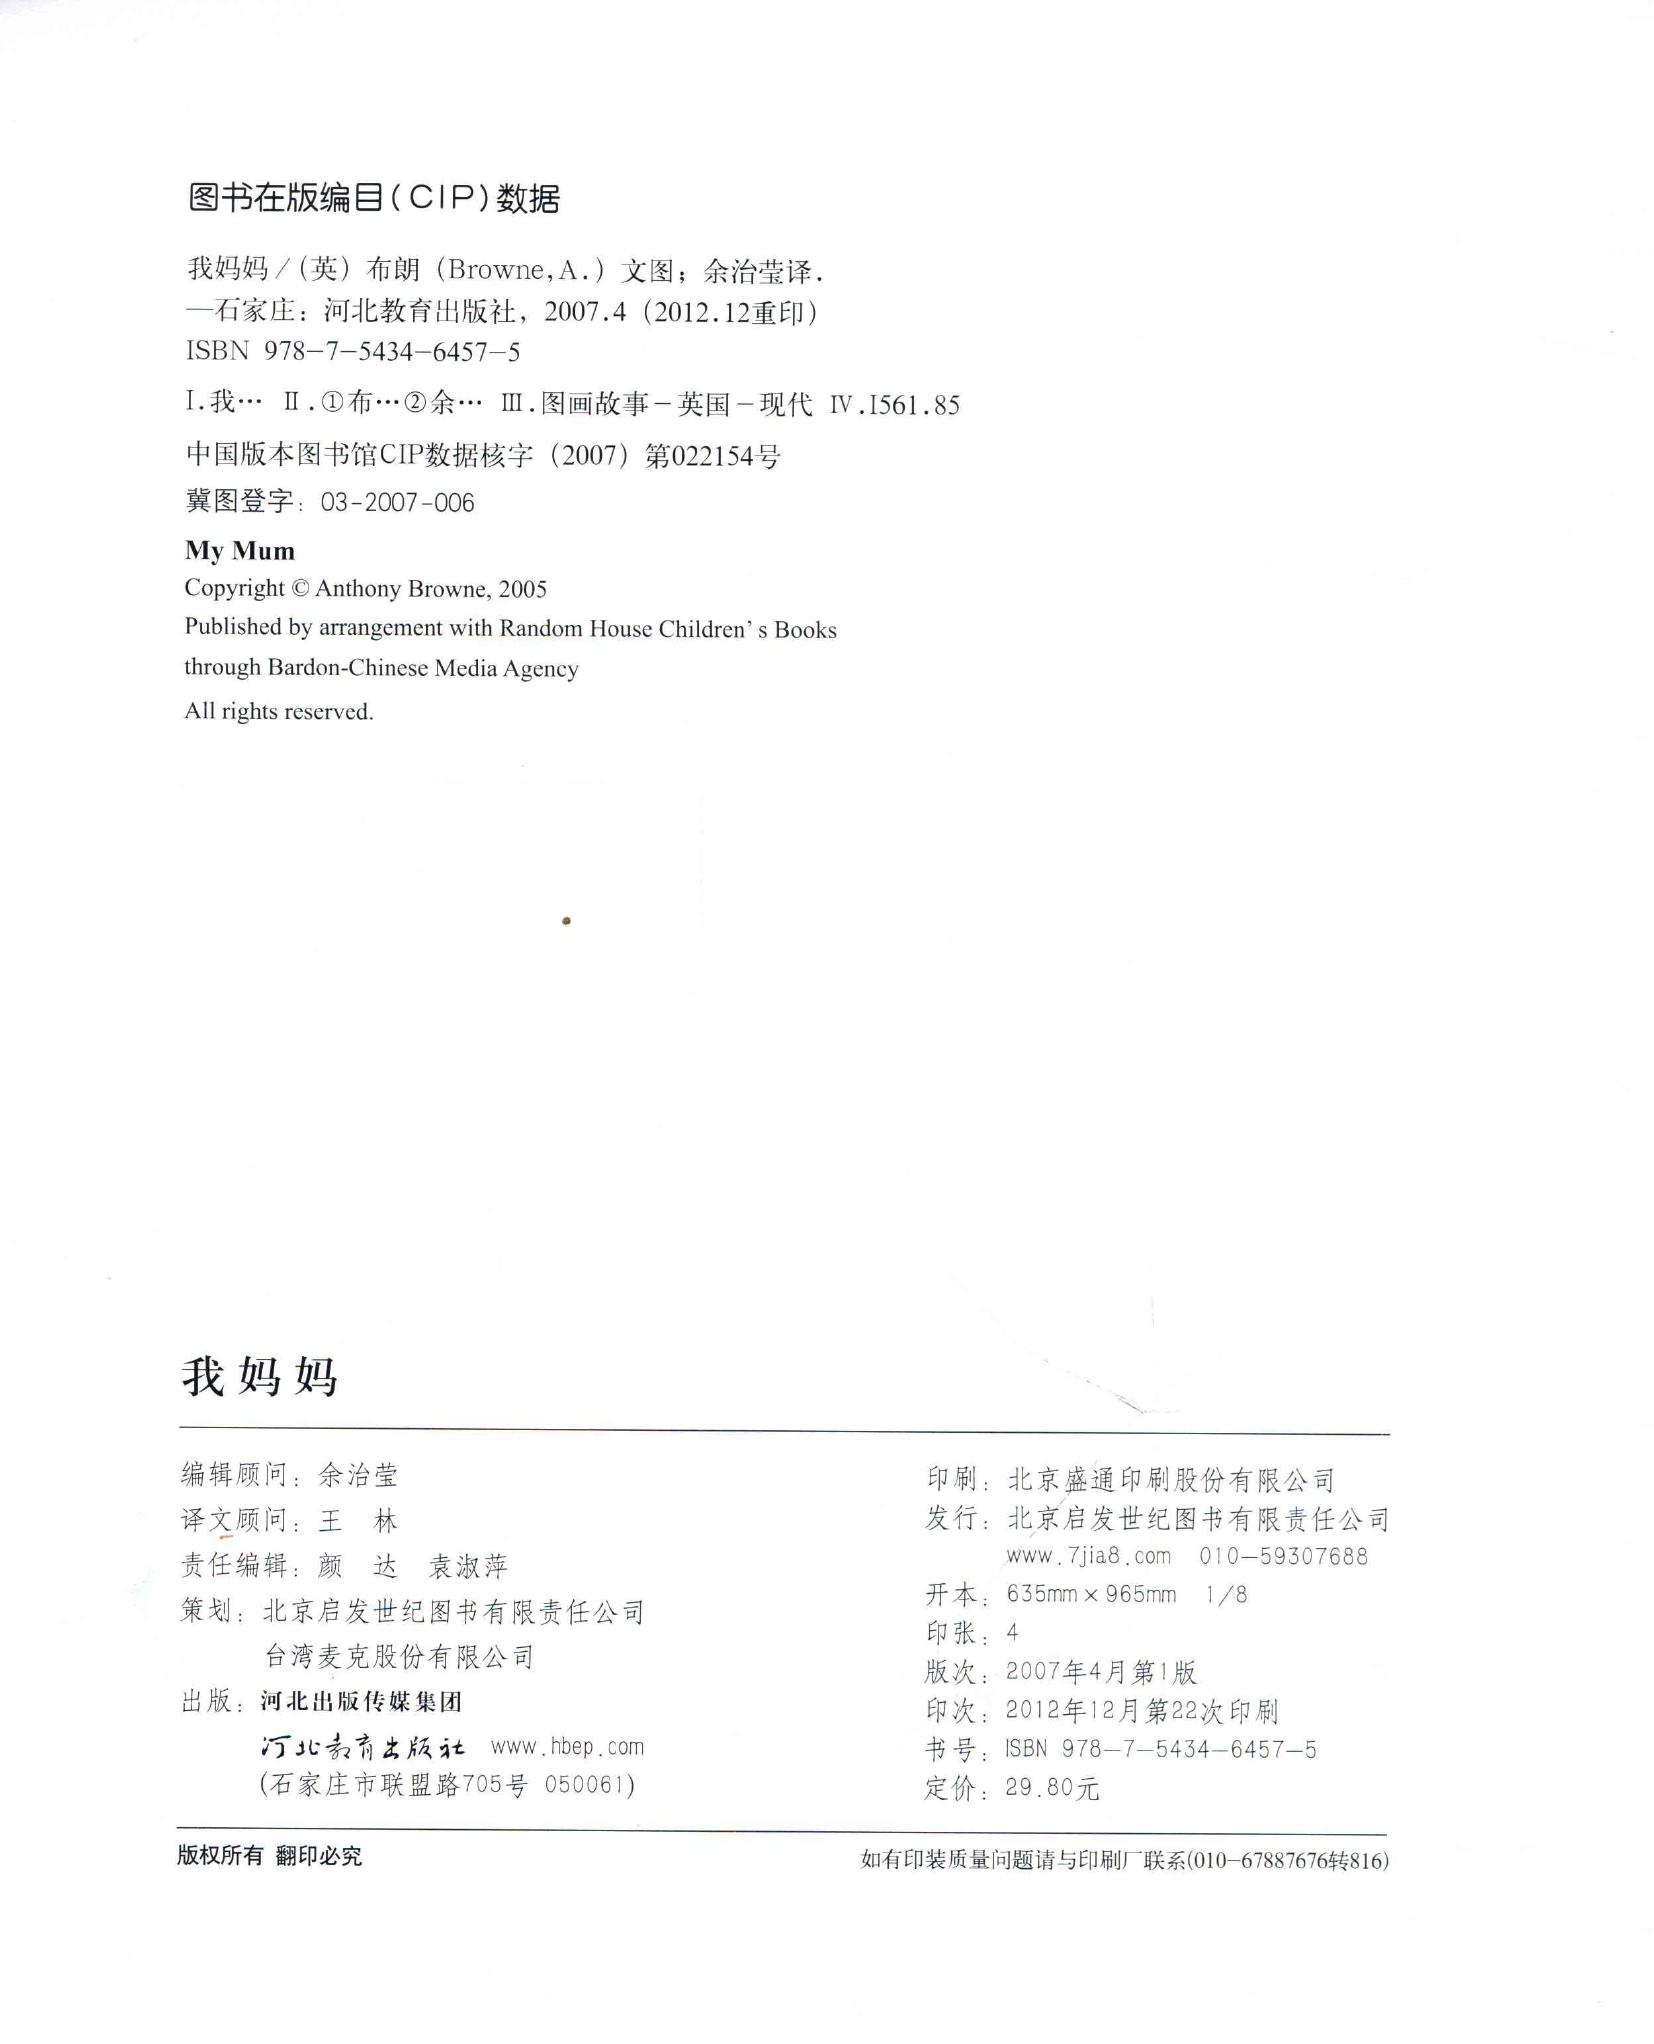 图书在版编目(CIP)数据
我妈妈/(英)布朗(Browne,A.)文图;余治莹译.
—石家庄:河北教育出版社,2007.4(2012.12重印)
ISBN 978-7-5434-6457-5
Ⅰ.我… Ⅱ.①布…②余… Ⅲ.图画故事-英国-现代 Ⅳ.I561.85
中国版本图书馆CIP数据核字(2007)第022154号
冀图登字:03-2007-006
My Mum
Copyright © Anthony Browne, 2005
Published by arrangement with Random House Children's Books
through Bardon-Chinese Media Agency
All rights reserved.
我妈妈
编辑顾问:余治莹
译文顾问:王 林
责任编辑:颜 达 袁淑萍
策划:北京启发世纪图书有限责任公司
台湾麦克股份有限公司
出版:河北出版传媒集团
河北教育出版社 www.hbep.com
(石家庄市联盟路705号 050061)
印刷:北京盛通印刷股份有限公司
发行:北京启发世纪图书有限责任公司
www.7jia8.com 010-59307688
开本:635mm×965mm 1/8
印张:4
版次:2007年4月第1版
印次:2012年12月第22次印刷
书号:ISBN 978-7-5434-6457-5
定价:29.80元
版权所有 翻印必究
如有印装质量问题请与印刷厂联系(010-67887676转816)